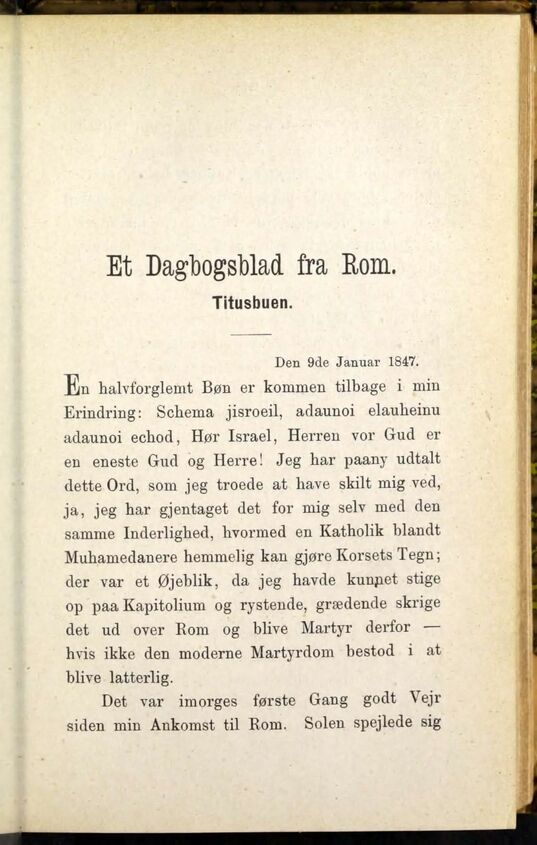 Et Dagbogsblad fra Rom.
Titusbuen.
Den 9de Januar 1847.
En halvforglemt Bøn er kommen tilbage i min
Erindring: Schema jisroeil, adaunoi elauheinu
adaunoi echod, Hør Israel, Herren vor Gud er
en eneste Gud og Herre! Jeg har paany udtalt
dette Ord, som jeg troede at have skilt mig ved,
ja, jeg har gjentaget det for mig selv med den
samme Inderlighed, hvormed en Katholik blandt
Muhamedanere hemmelig kan gjøre Korsets Tegn;
der var et Øjeblik, da jeg havde kunnet stige
op paa Kapitolium og rystende, grædende skrige
det ud over Rom og blive Martyr derfor —
hvis ikke den moderne Martyrdom bestod i at
blive latterlig.
Det var imorges første Gang godt Vejr
siden min Ankomst til Rom. Solen spejlede sig